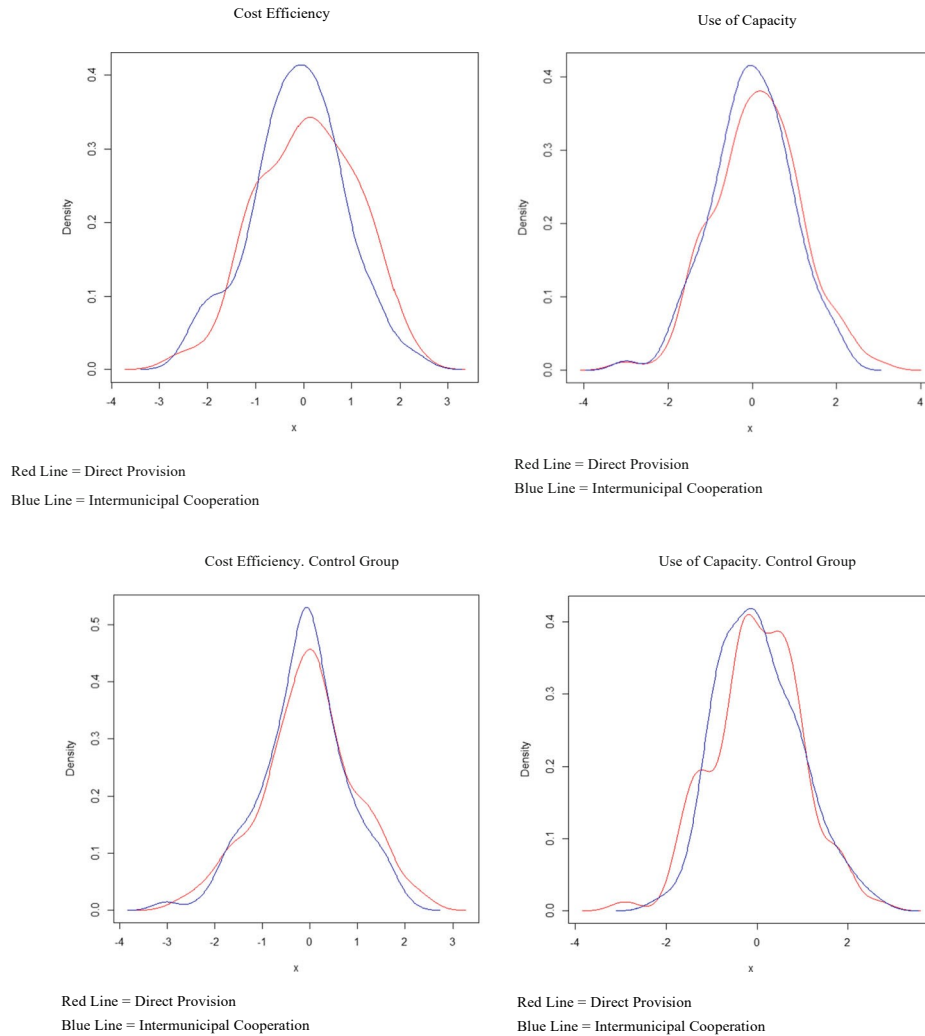 Cost Efficiency
Density
0.0 0.1 0.2 0.3 0.4
-4 -3 -2 -1 0 1 2 3
x
Red Line = Direct Provision
Blue Line = Intermunicipal Cooperation
Use of Capacity
Density
0.0 0.1 0.2 0.3 0.4
-4 -2 0 2 4
x
Red Line = Direct Provision
Blue Line = Intermunicipal Cooperation
Cost Efficiency. Control Group
Density
0.0 0.1 0.2 0.3 0.4 0.5
-4 -3 -2 -1 0 1 2 3
x
Red Line = Direct Provision
Blue Line = Intermunicipal Cooperation
Use of Capacity. Control Group
Density
0.0 0.1 0.2 0.3 0.4
-4 -2 0 2
x
Red Line = Direct Provision
Blue Line = Intermunicipal Cooperation